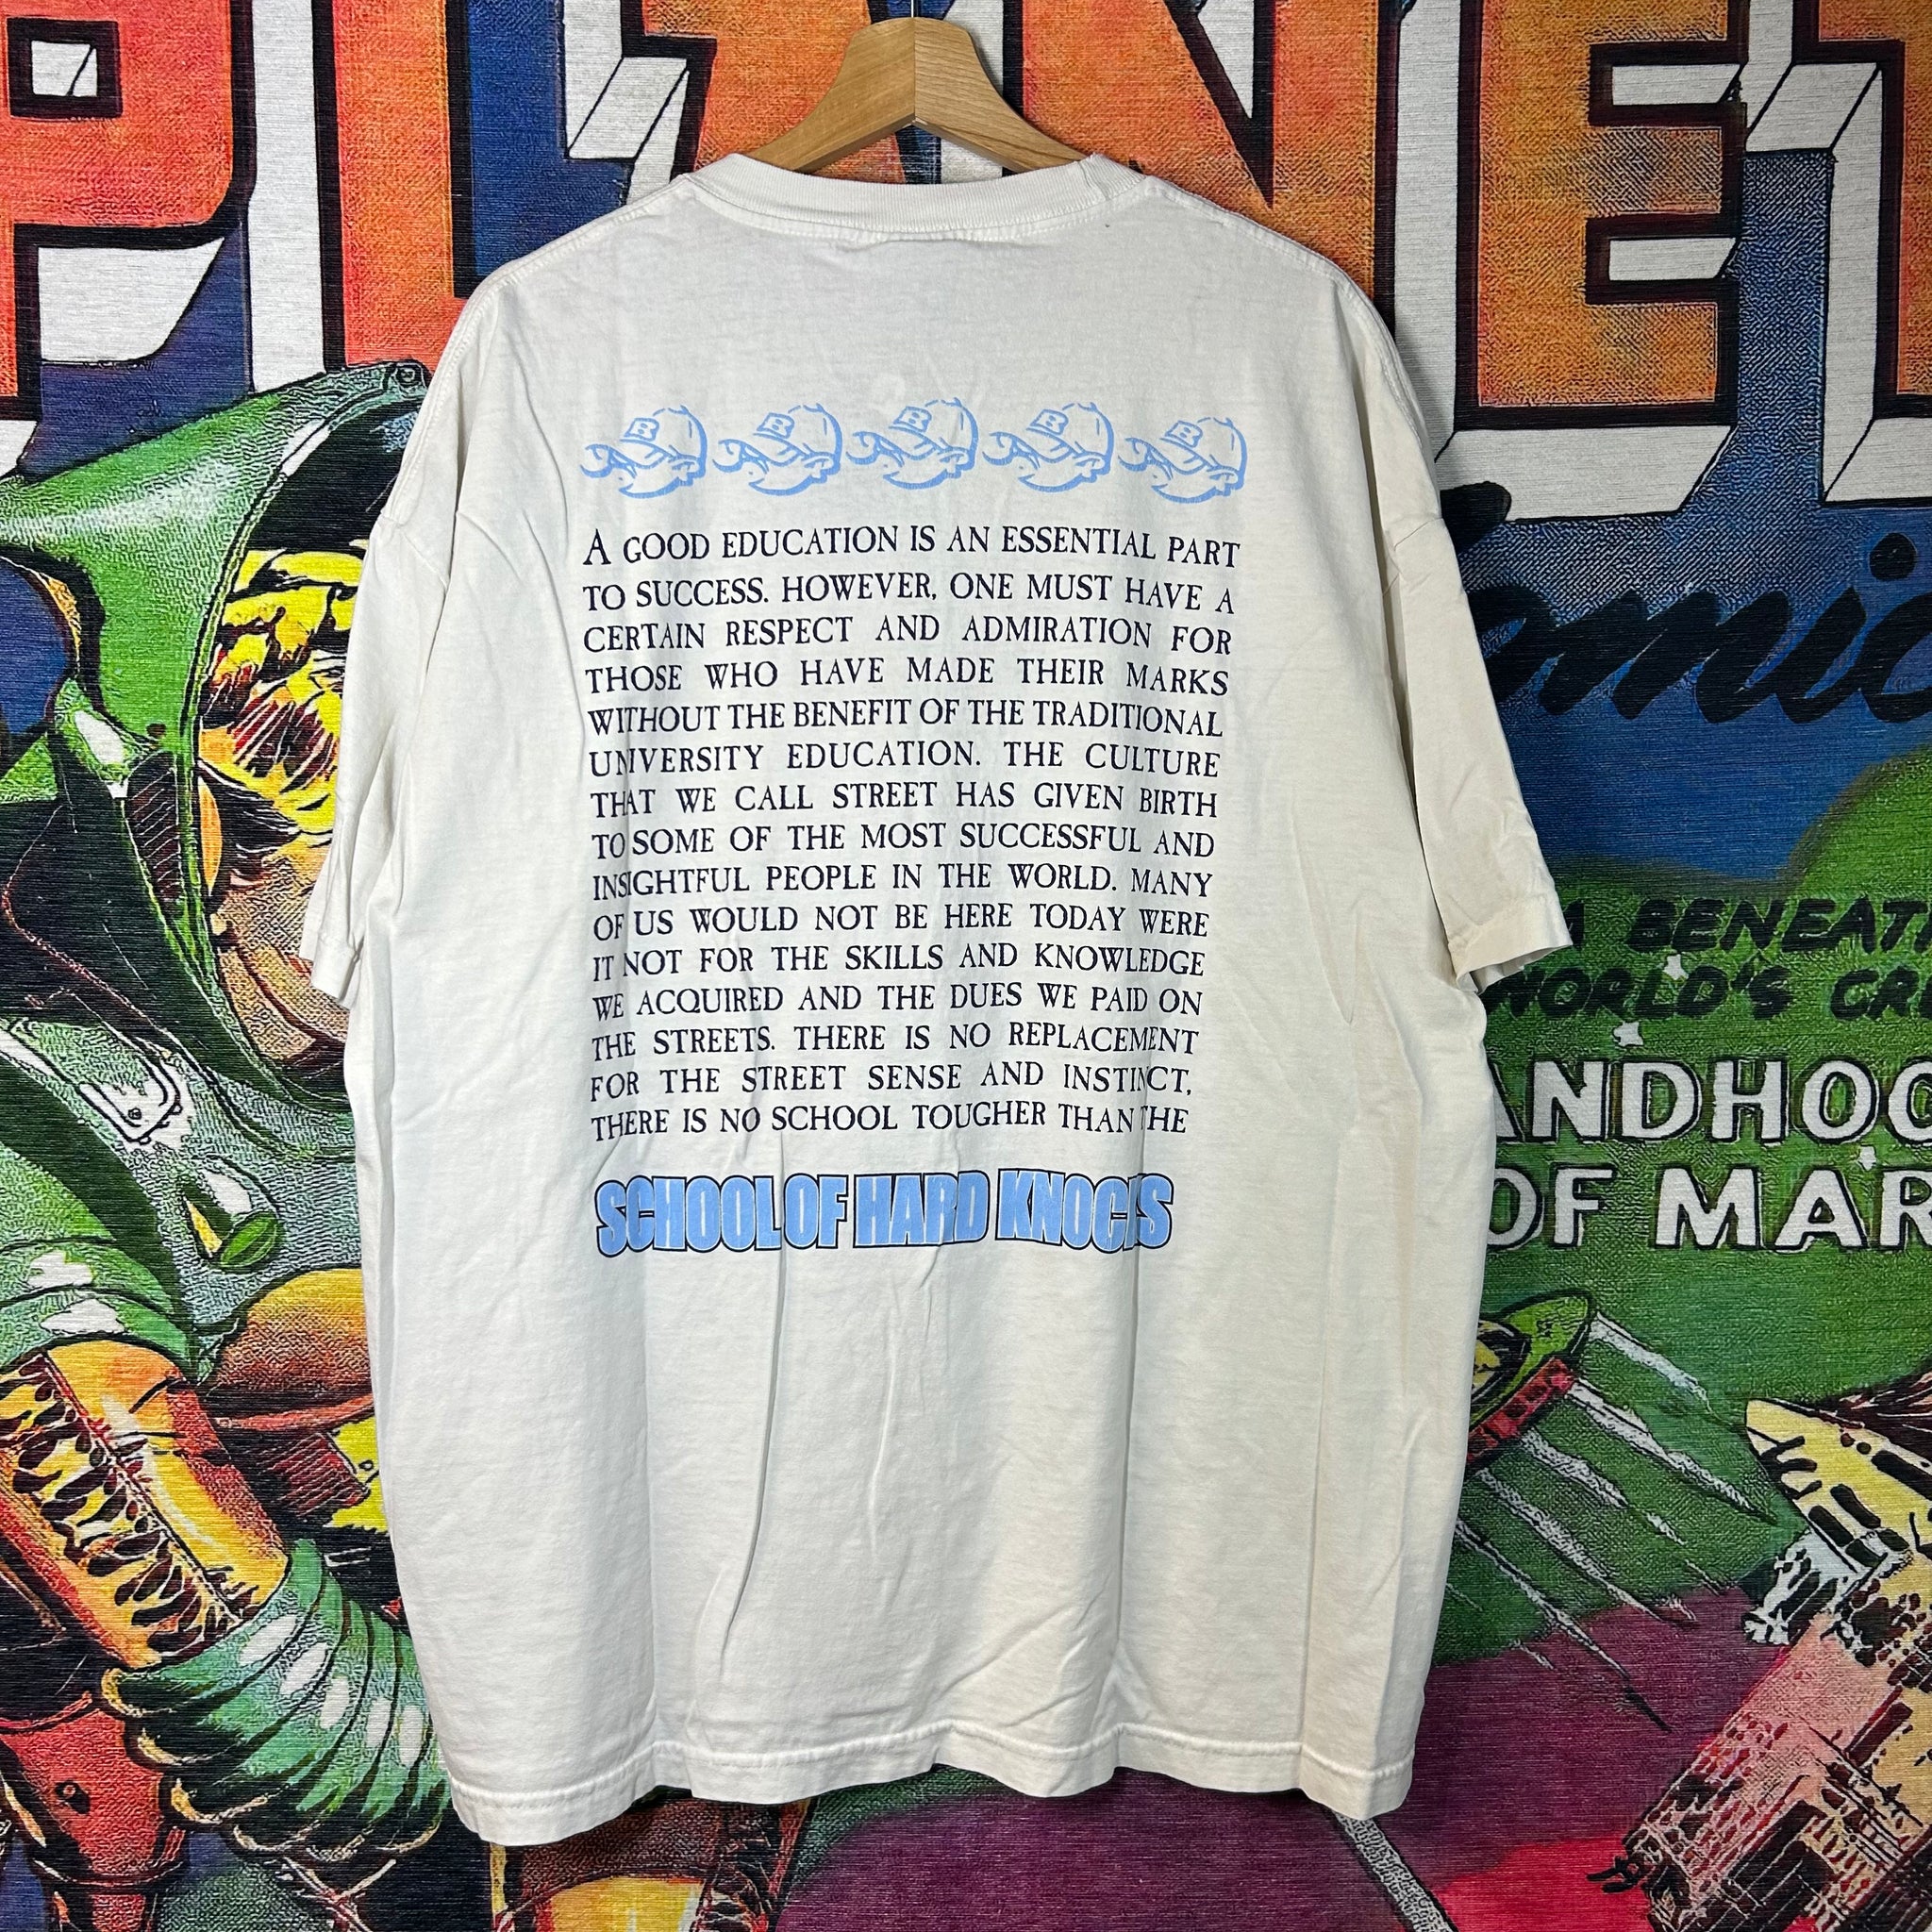 PLANET
Comic
B B B B B
A GOOD EDUCATION IS AN ESSENTIAL PART
TO SUCCESS. HOWEVER, ONE MUST HAVE A
CERTAIN RESPECT AND ADMIRATION FOR
THOSE WHO HAVE MADE THEIR MARKS
WITHOUT THE BENEFIT OF THE TRADITIONAL
UNIVERSITY EDUCATION. THE CULTURE
THAT WE CALL STREET HAS GIVEN BIRTH
TO SOME OF THE MOST SUCCESSFUL AND
INSIGHTFUL PEOPLE IN THE WORLD. MANY
OF US WOULD NOT BE HERE TODAY WERE
IT NOT FOR THE SKILLS AND KNOWLEDGE
WE ACQUIRED AND THE DUES WE PAID ON
THE STREETS. THERE IS NO REPLACEMENT
FOR THE STREET SENSE AND INSTINCT,
THERE IS NO SCHOOL TOUGHER THAN THE
SCHOOL OF HARD KNOCKS
BENEAT
WORLD'S CR
ANDHOO
OF MAR